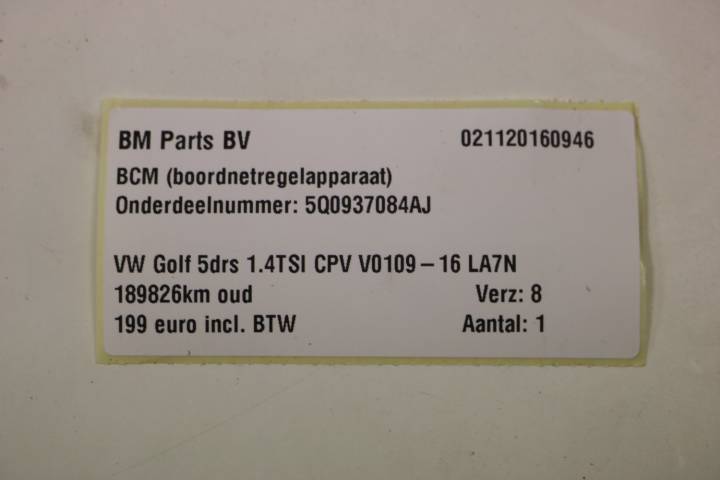 BM Parts BV 021120160946
BCM (boordnetregelapparaat)
Onderdeelnummer: 5Q0937084AJ
VW Golf 5drs 1.4TSI CPV V0109-16 LA7N
189826km oud Verz: 8
199 euro incl. BTW Aantal: 1